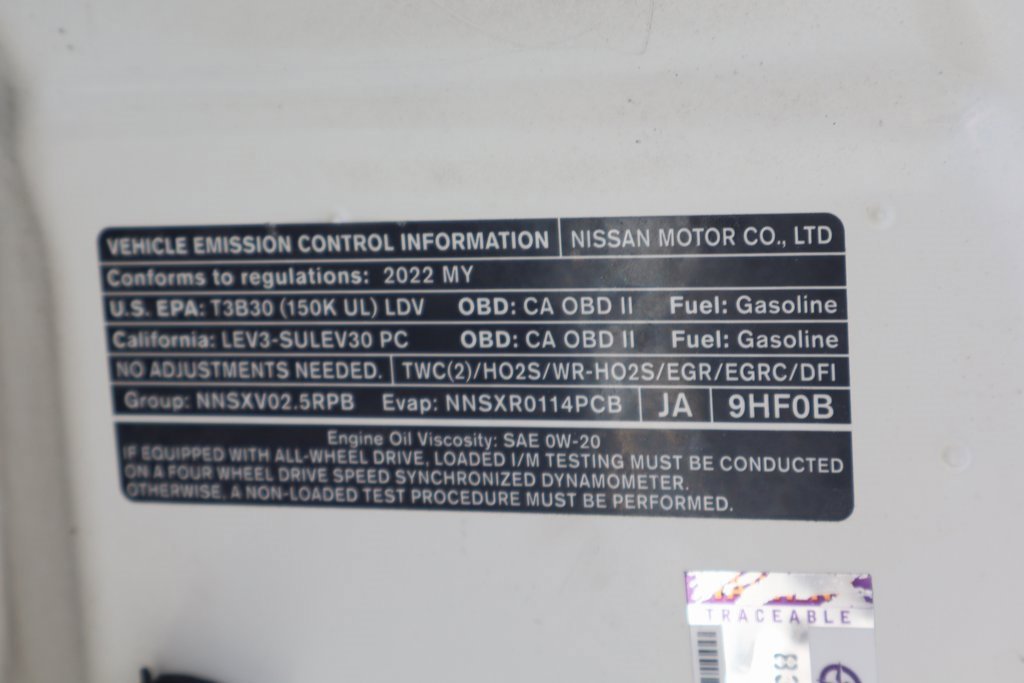 VEHICLE EMISSION CONTROL INFORMATION NISSAN MOTOR CO., LTD
Conforms to regulations: 2022 MY
U.S. EPA: T3B30 (150K UL) LDV OBD: CA OBD II Fuel: Gasoline
California: LEV3-SULEV30 PC OBD: CA OBD II Fuel: Gasoline
NO ADJUSTMENTS NEEDED. TWC(2)/HO2S/WR-HO2S/EGR/EGRC/DFI
Group: NNSXV02.5RPB Evap: NNSXR0114PCB JA 9HF0B
Engine Oil Viscosity: SAE 0W-20
IF EQUIPPED WITH ALL-WHEEL DRIVE, LOADED I/M TESTING MUST BE CONDUCTED
ON A FOUR WHEEL DRIVE SPEED SYNCHRONIZED DYNAMOMETER.
OTHERWISE, A NON-LOADED TEST PROCEDURE MUST BE PERFORMED.
TRACEABLE